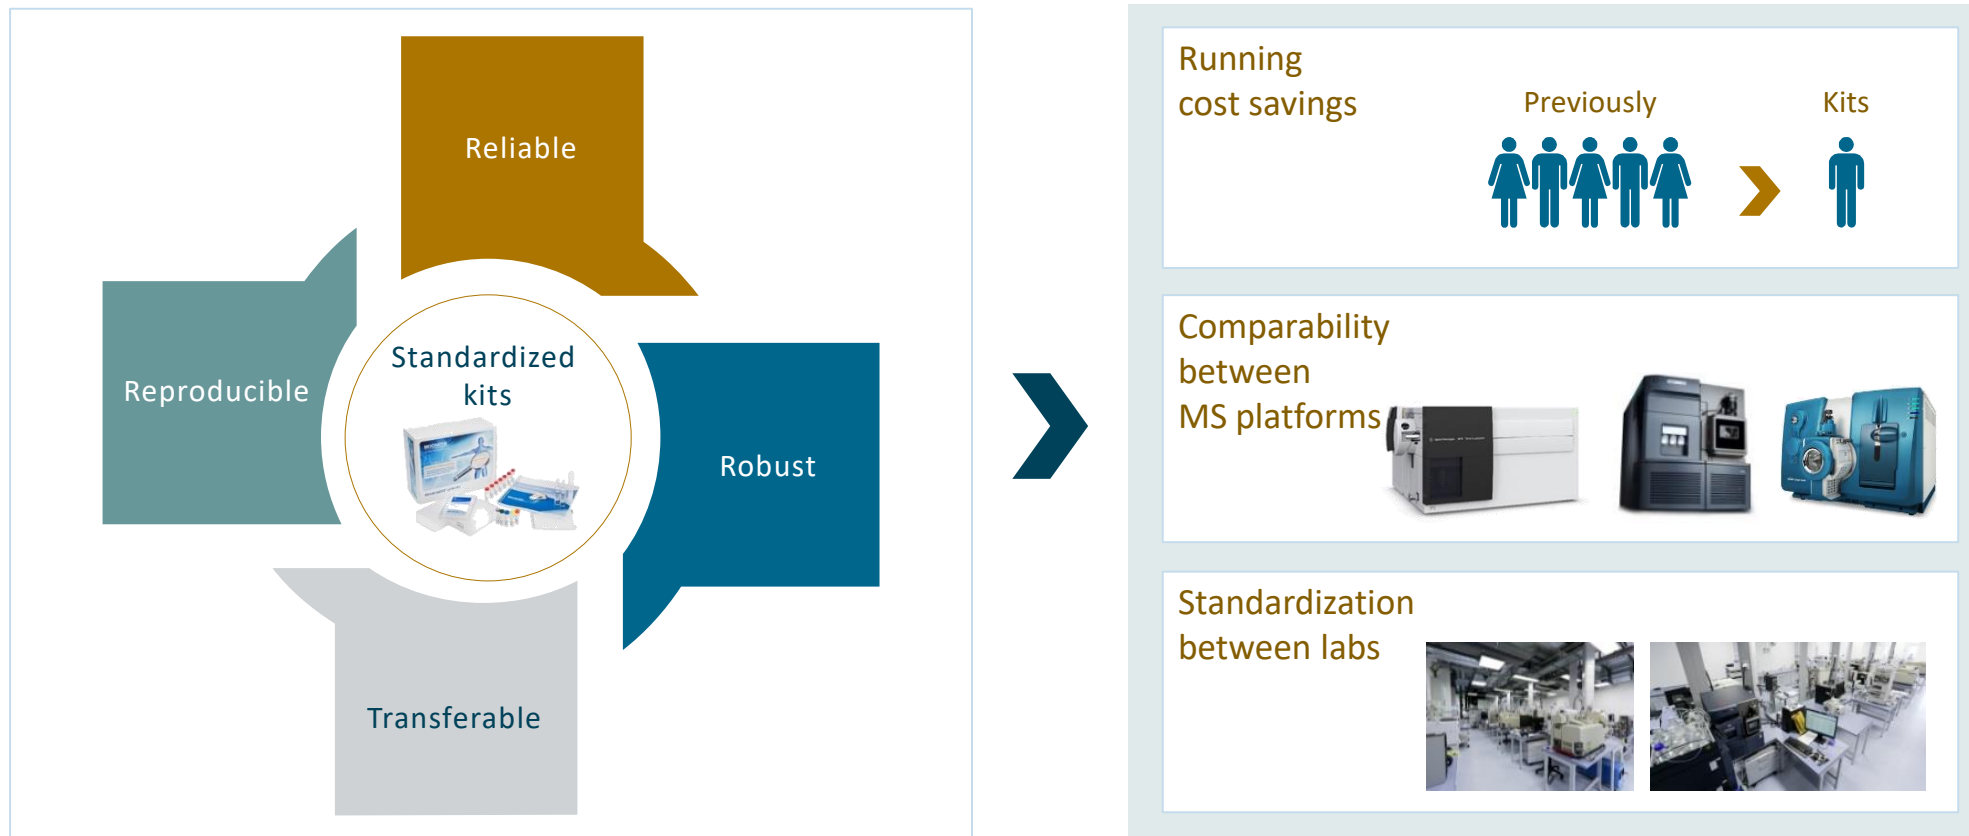 Reliable
Reproducible
Standardized
kits
Robust
Transferable
Running
cost savings
Previously
Kits
Comparability
between
MS platforms
Standardization
between labs